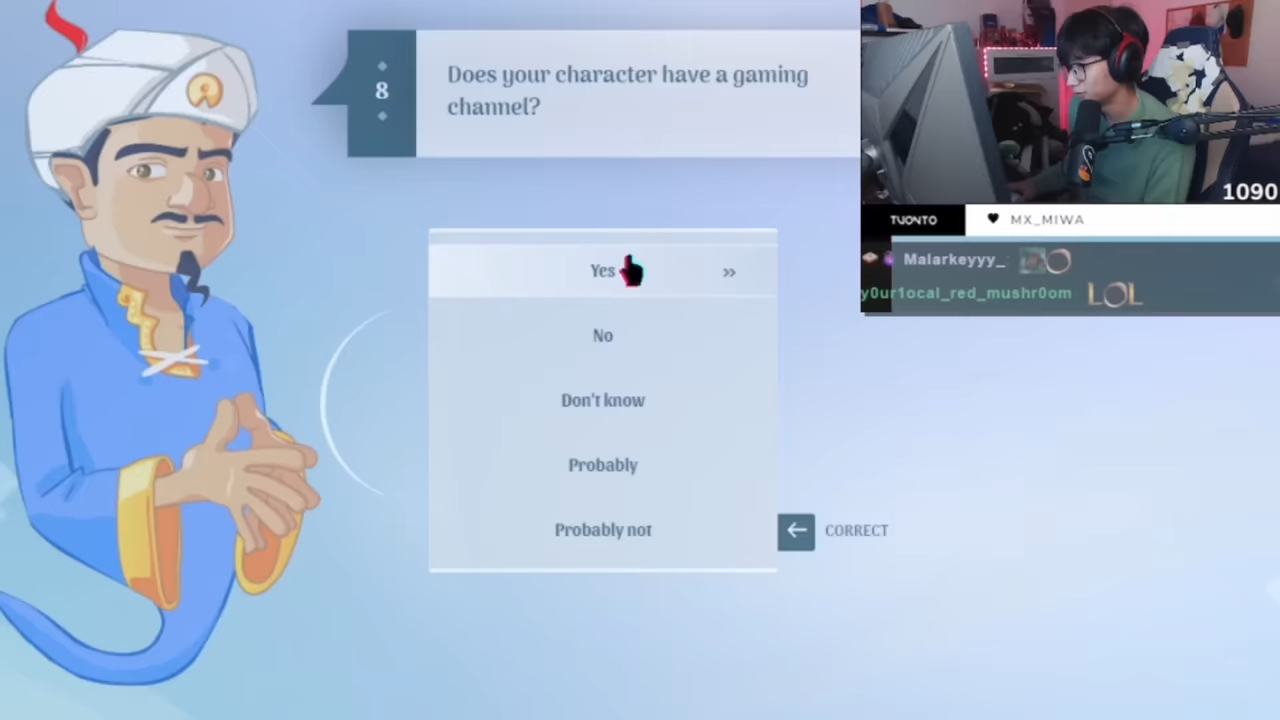 8
Does your character have a gaming
channel?
Yes
No
Don't know
Probably
Probably not
CORRECT
1090
TVONTO
MX_MIWA
Malarkeyyy_
y0ur1ocal_red_mushr0om LOL